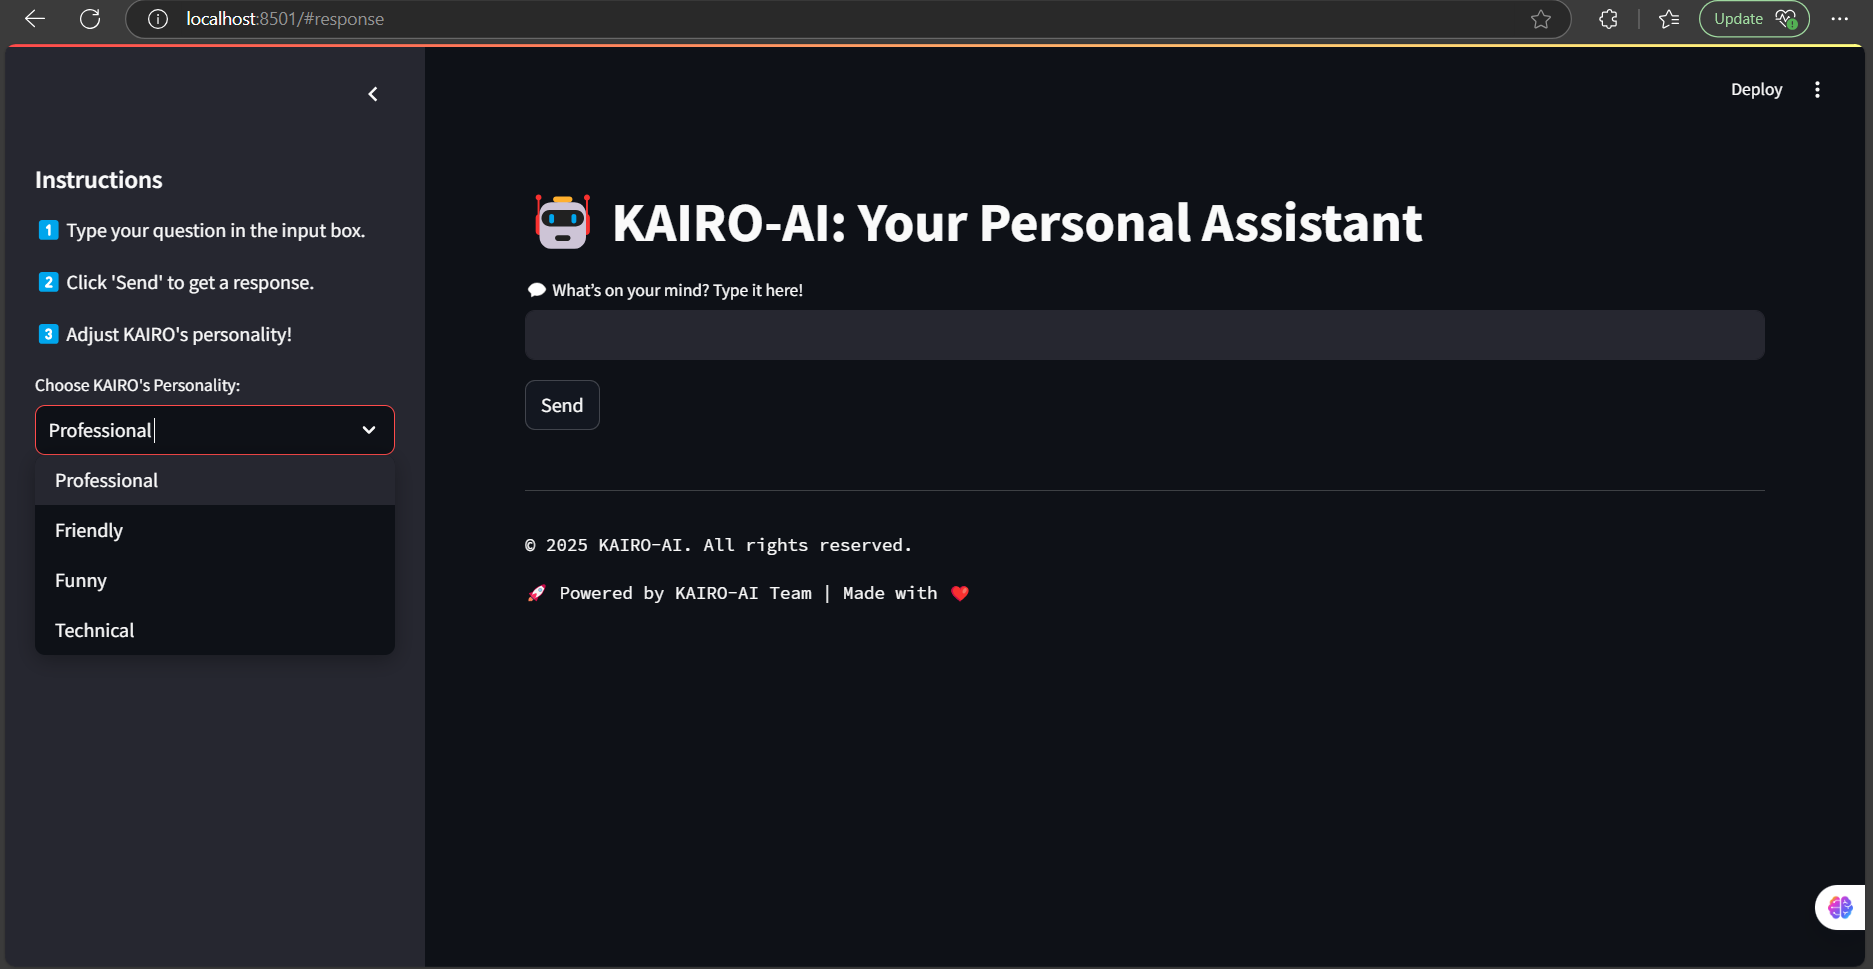 localhost:8501/#response
Update
Deploy
Instructions
1 Type your question in the input box.
2 Click 'Send' to get a response.
3 Adjust KAIRO's personality!
Choose KAIRO's Personality:
Professional
Professional
Friendly
Funny
Technical
KAIRO-AI: Your Personal Assistant
What’s on your mind? Type it here!
Send
© 2025 KAIRO-AI. All rights reserved.
🚀 Powered by KAIRO-AI Team | Made with ❤️